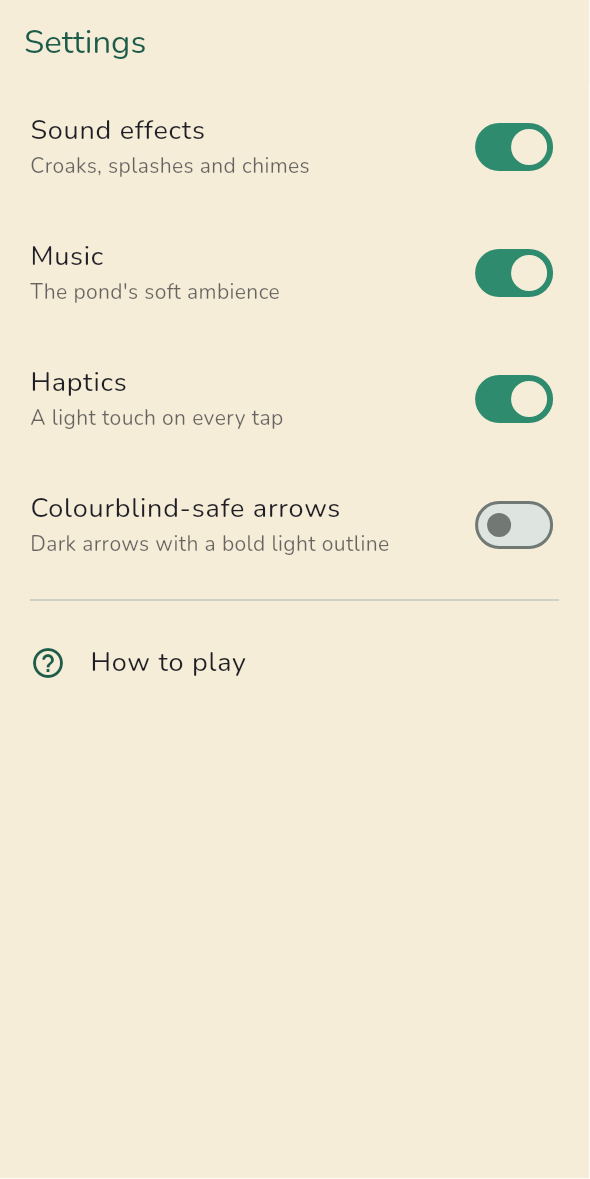 Settings
Sound effects
Croaks, splashes and chimes
Music
The pond's soft ambience
Haptics
A light touch on every tap
Colourblind-safe arrows
Dark arrows with a bold light outline
How to play